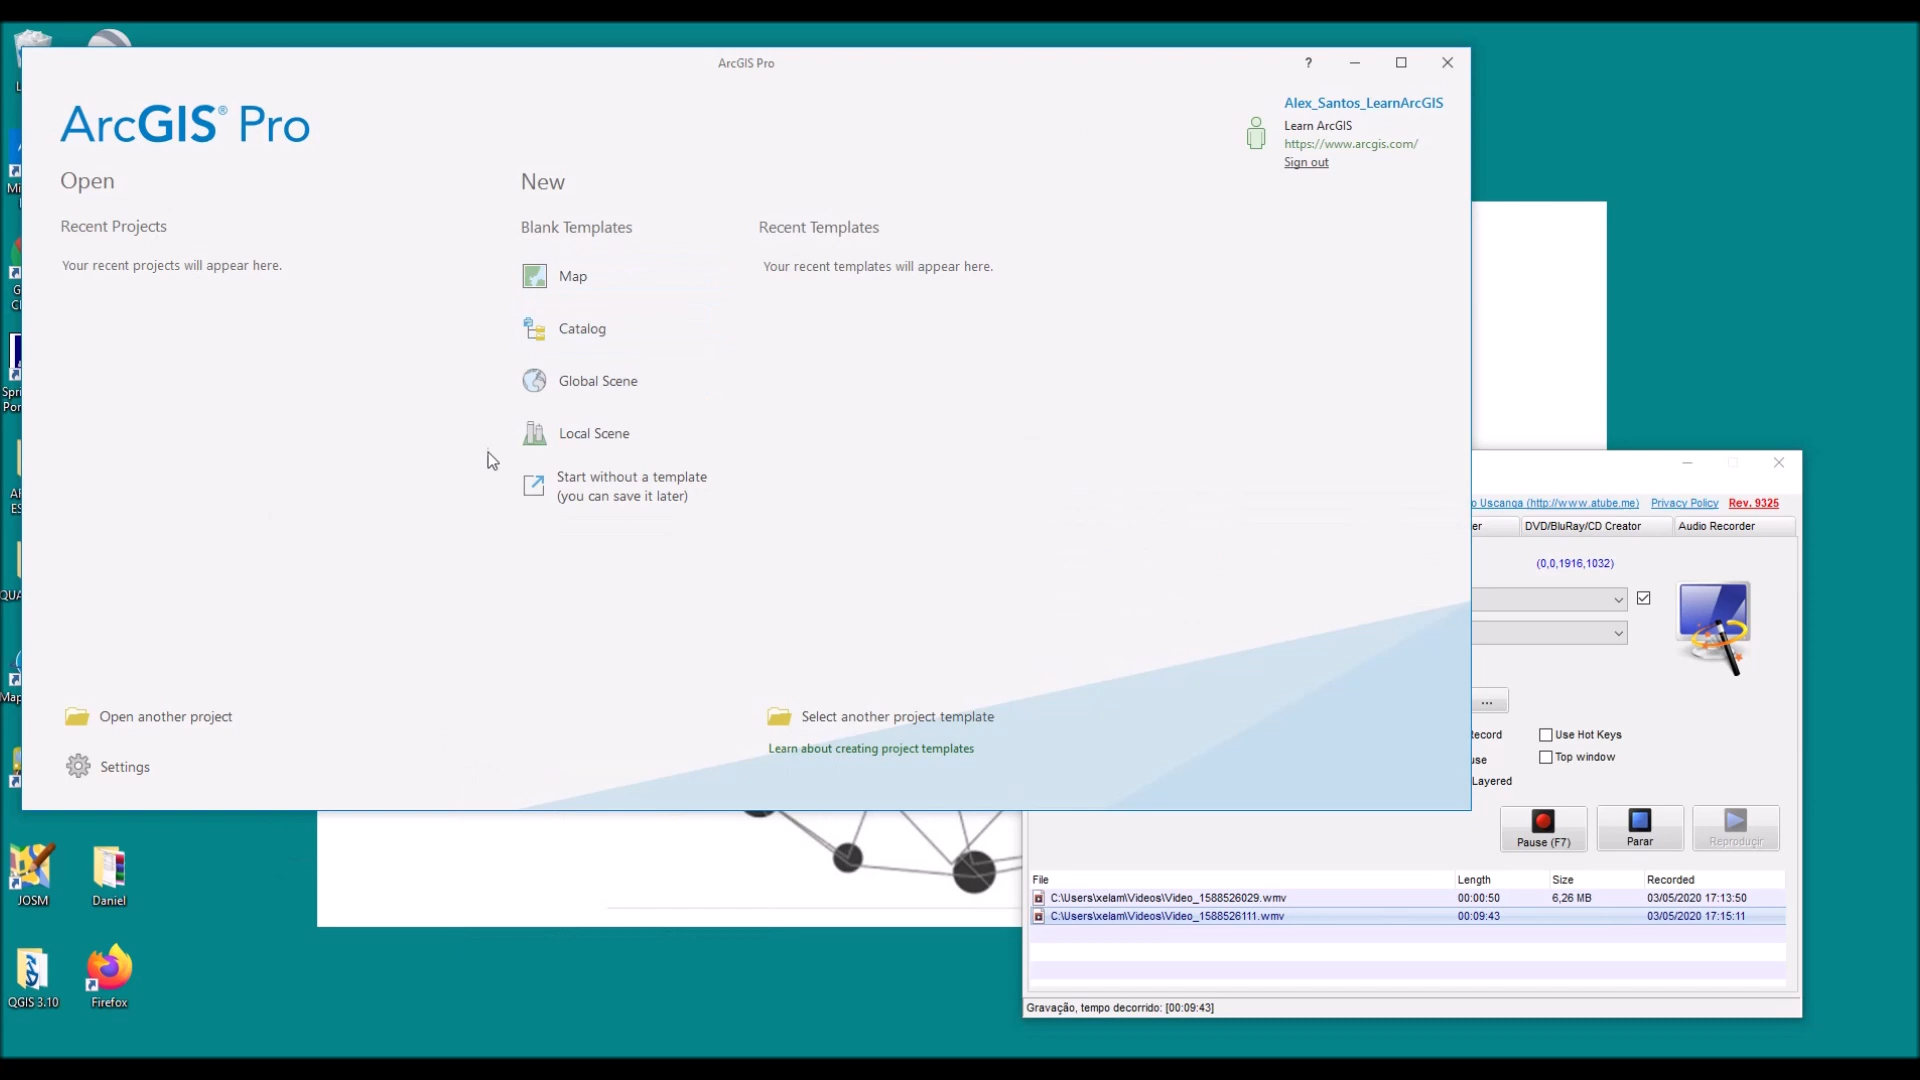 ArcGIS Pro
ArcGIS® Pro
Alex_Santos_LearnArcGIS
Learn ArcGIS
https://www.arcgis.com/
Sign out
Open
Recent Projects
Your recent projects will appear here.
New
Blank Templates
Map
Catalog
Global Scene
Local Scene
Start without a template
(you can save it later)
Recent Templates
Your recent templates will appear here.
Open another project
Settings
Select another project template
Learn about creating project templates
o Uscanga (http://www.atube.me)
Privacy Policy
Rev. 9325
er
DVD/BluRay/CD Creator
Audio Recorder
(0,0,1916,1032)
...
Record
Use Hot Keys
use
Top window
Layered
Pause (F7)
Parar
Reproduçir
File Length Size Recorded
C:\Users\xelam\Videos\Video_1588526029.wmv 00:00:50 6,26 MB 03/05/2020 17:13:50
C:\Users\xelam\Videos\Video_1588526111.wmv 00:09:43 03/05/2020 17:15:11
Gravação, tempo decorrido: [00:09:43]
JOSM
Daniel
QGIS 3.10
Firefox